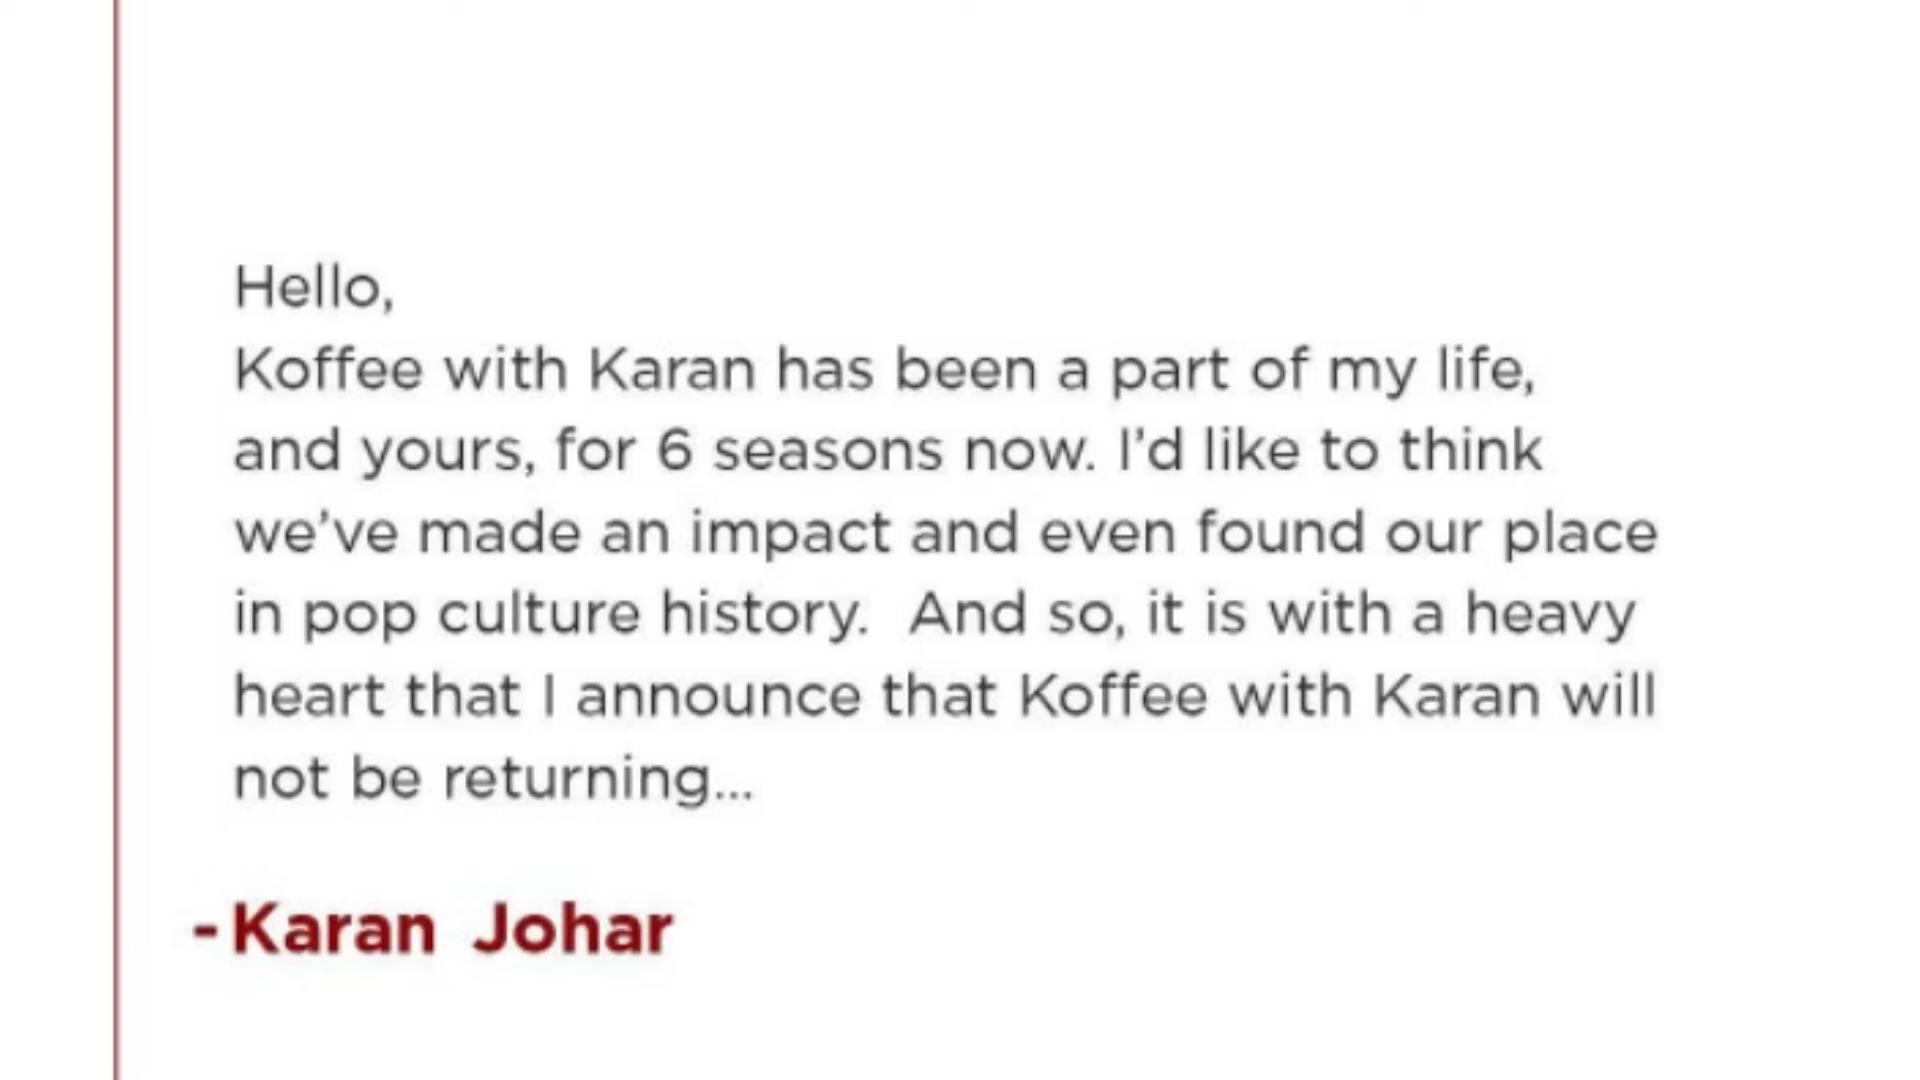 Hello,
Koffee with Karan has been a part of my life,
and yours, for 6 seasons now. I’d like to think
we’ve made an impact and even found our place
in pop culture history.  And so, it is with a heavy
heart that I announce that Koffee with Karan will
not be returning...
- Karan Johar